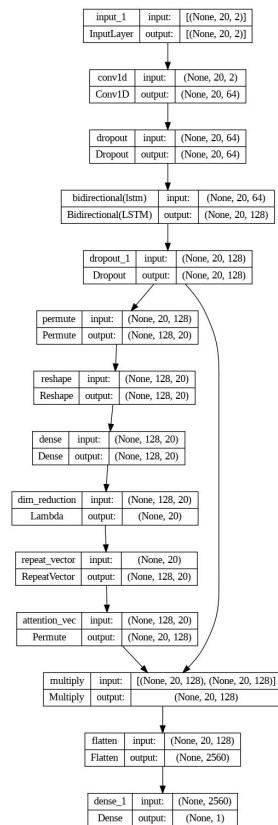 input_1 input: [(None, 20, 2)]
InputLayer output: [(None, 20, 2)]
conv1d input: (None, 20, 2)
Conv1D output: (None, 20, 64)
dropout input: (None, 20, 64)
Dropout output: (None, 20, 64)
bidirectional(lstm) input: (None, 20, 64)
Bidirectional(LSTM) output: (None, 20, 128)
dropout_1 input: (None, 20, 128)
Dropout output: (None, 20, 128)
permute input: (None, 20, 128)
Permute output: (None, 128, 20)
reshape input: (None, 128, 20)
Reshape output: (None, 128, 20)
dense input: (None, 128, 20)
Dense output: (None, 128, 20)
dim_reduction input: (None, 128, 20)
Lambda output: (None, 20)
repeat_vector input: (None, 20)
RepeatVector output: (None, 128, 20)
attention_vec input: (None, 128, 20)
Permute output: (None, 20, 128)
multiply input: [(None, 20, 128), (None, 20, 128)]
Multiply output: (None, 20, 128)
flatten input: (None, 20, 128)
Flatten output: (None, 2560)
dense_1 input: (None, 2560)
Dense output: (None, 1)